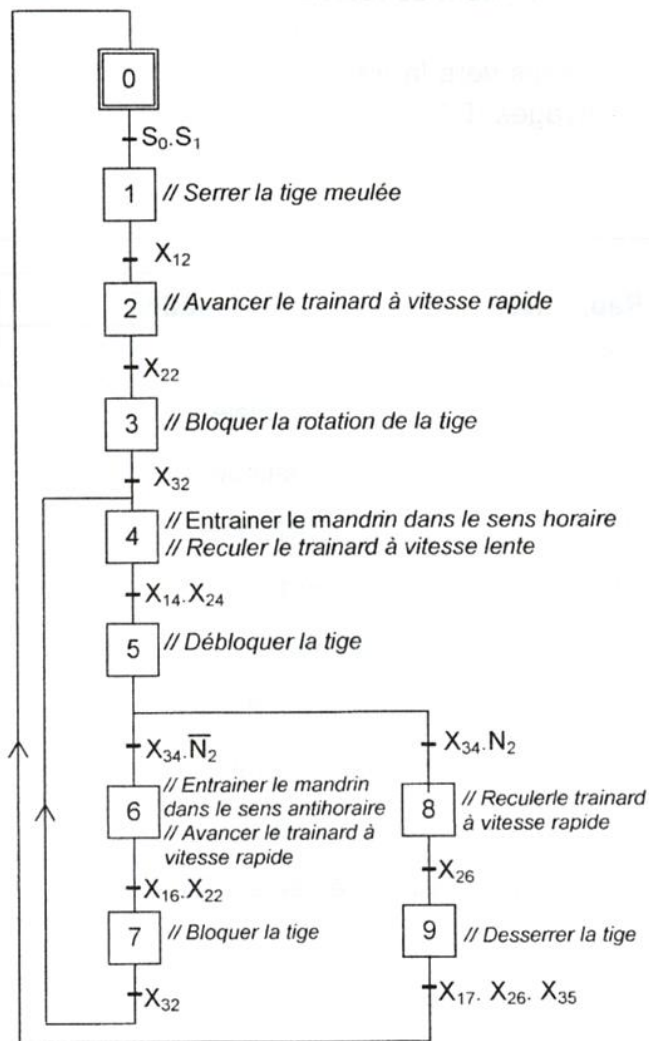 0
S₀.S₁
1 // Serrer la tige meulée
X₁₂
2 // Avancer le trainard à vitesse rapide
X₂₂
3 // Bloquer la rotation de la tige
X₃₂
4 // Entrainer le mandrin dans le sens horaire
// Reculer le trainard à vitesse lente
X₁₄.X₂₄
5 // Débloquer la tige
X₃₄.N̅₂
X₃₄.N₂
6 // Entrainer le mandrin
dans le sens antihoraire
// Avancer le trainard à
vitesse rapide
8 // Reculerle trainard
à vitesse rapide
X₁₆.X₂₂
X₂₆
7 // Bloquer la tige
9 // Desserrer la tige
X₃₂
X₁₇. X₂₆. X₃₅